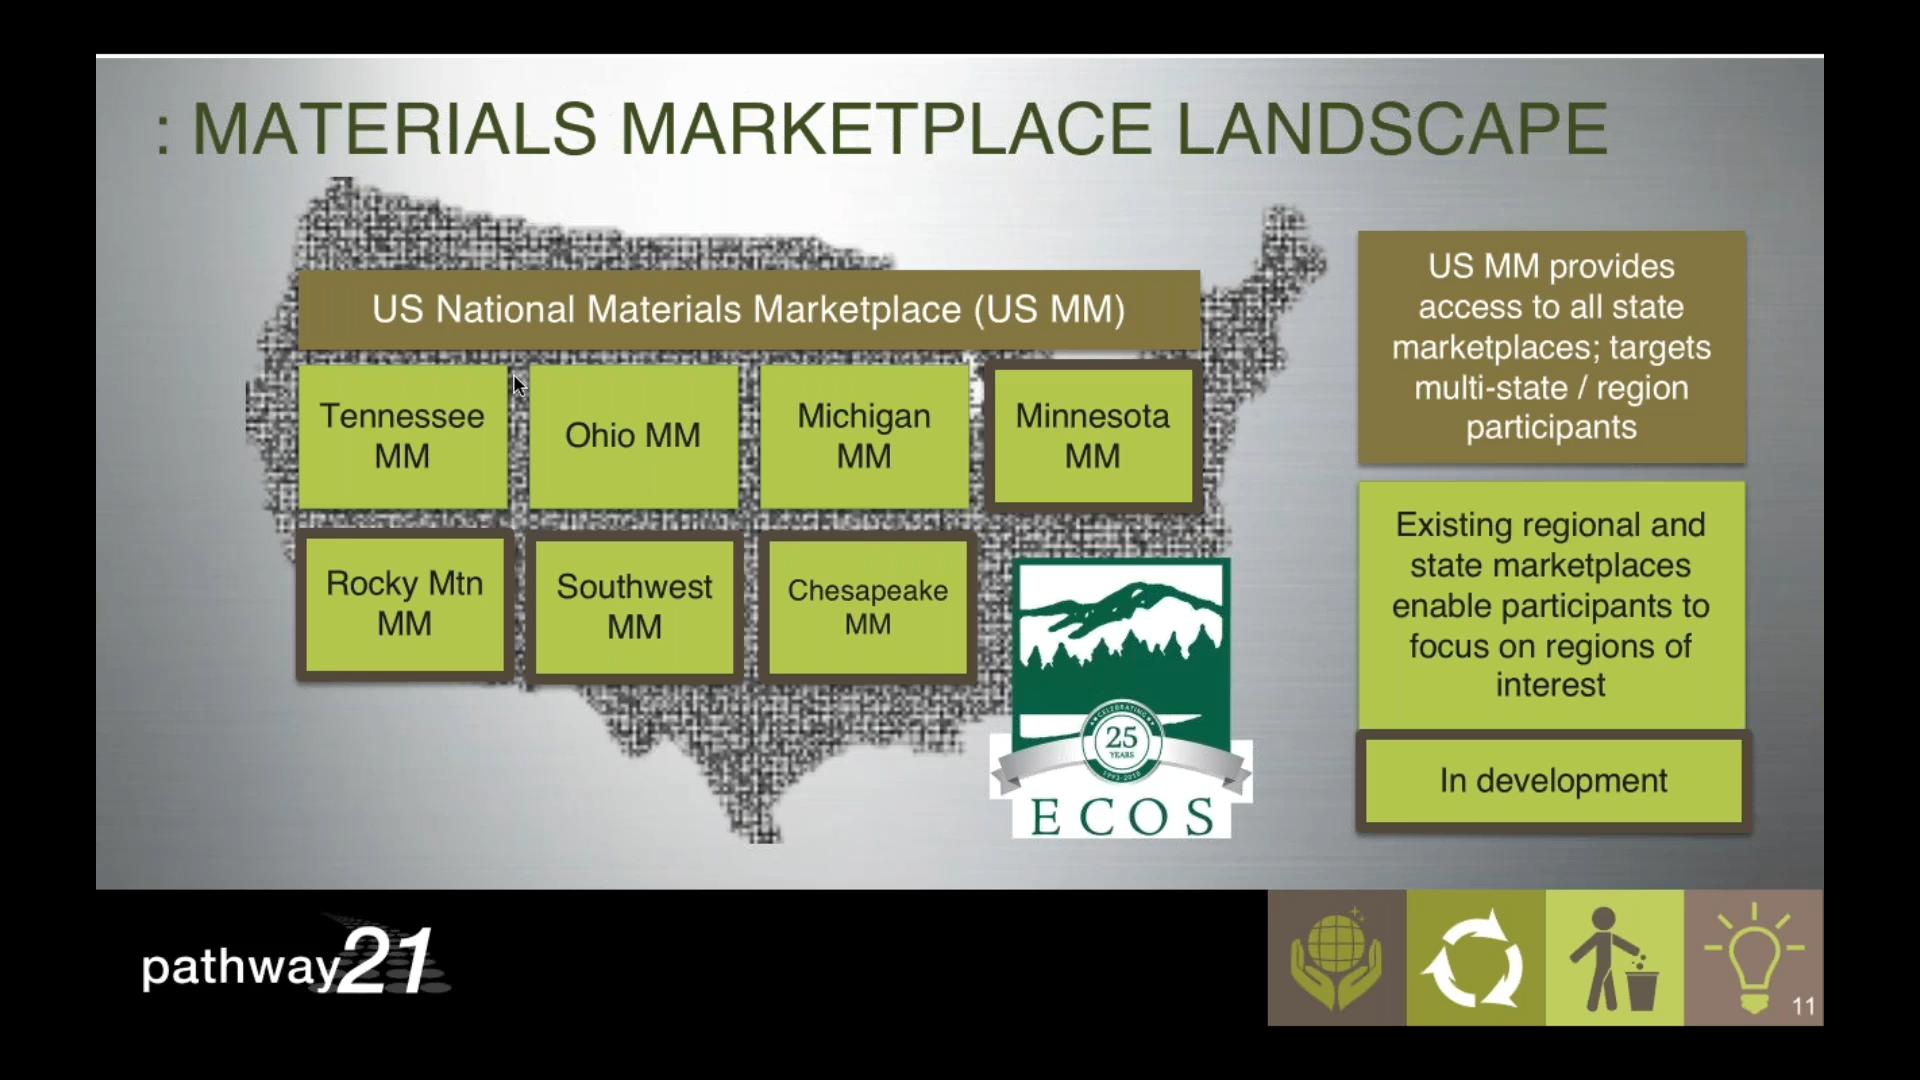 : MATERIALS MARKETPLACE LANDSCAPE
US National Materials Marketplace (US MM)
Tennessee
MM
Ohio MM
Michigan
MM
Minnesota
MM
Rocky Mtn
MM
Southwest
MM
Chesapeake
MM
US MM provides
access to all state
marketplaces; targets
multi-state / region
participants
Existing regional and
state marketplaces
enable participants to
focus on regions of
interest
In development
CELEBRATING
25
YEARS
1993-2018
ECOS
pathway21
11